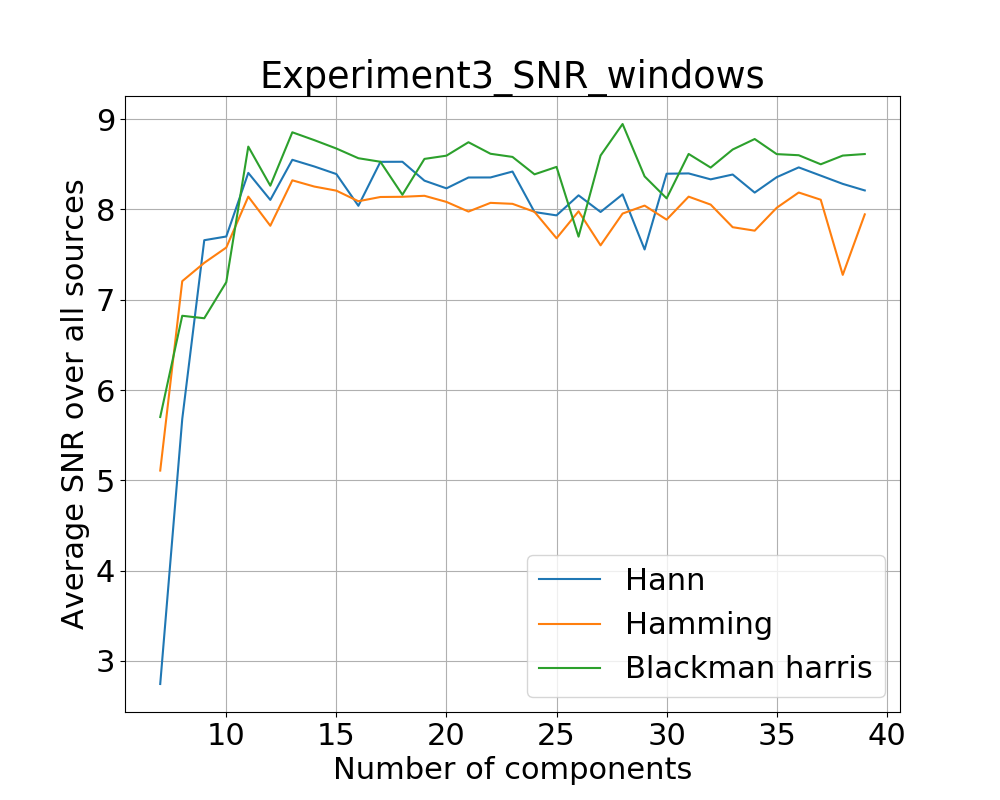 Experiment3_SNR_windows
Average SNR over all sources
9
8
7
6
5
4
3
Hann
Hamming
Blackman harris
10 15 20 25 30 35 40
Number of components